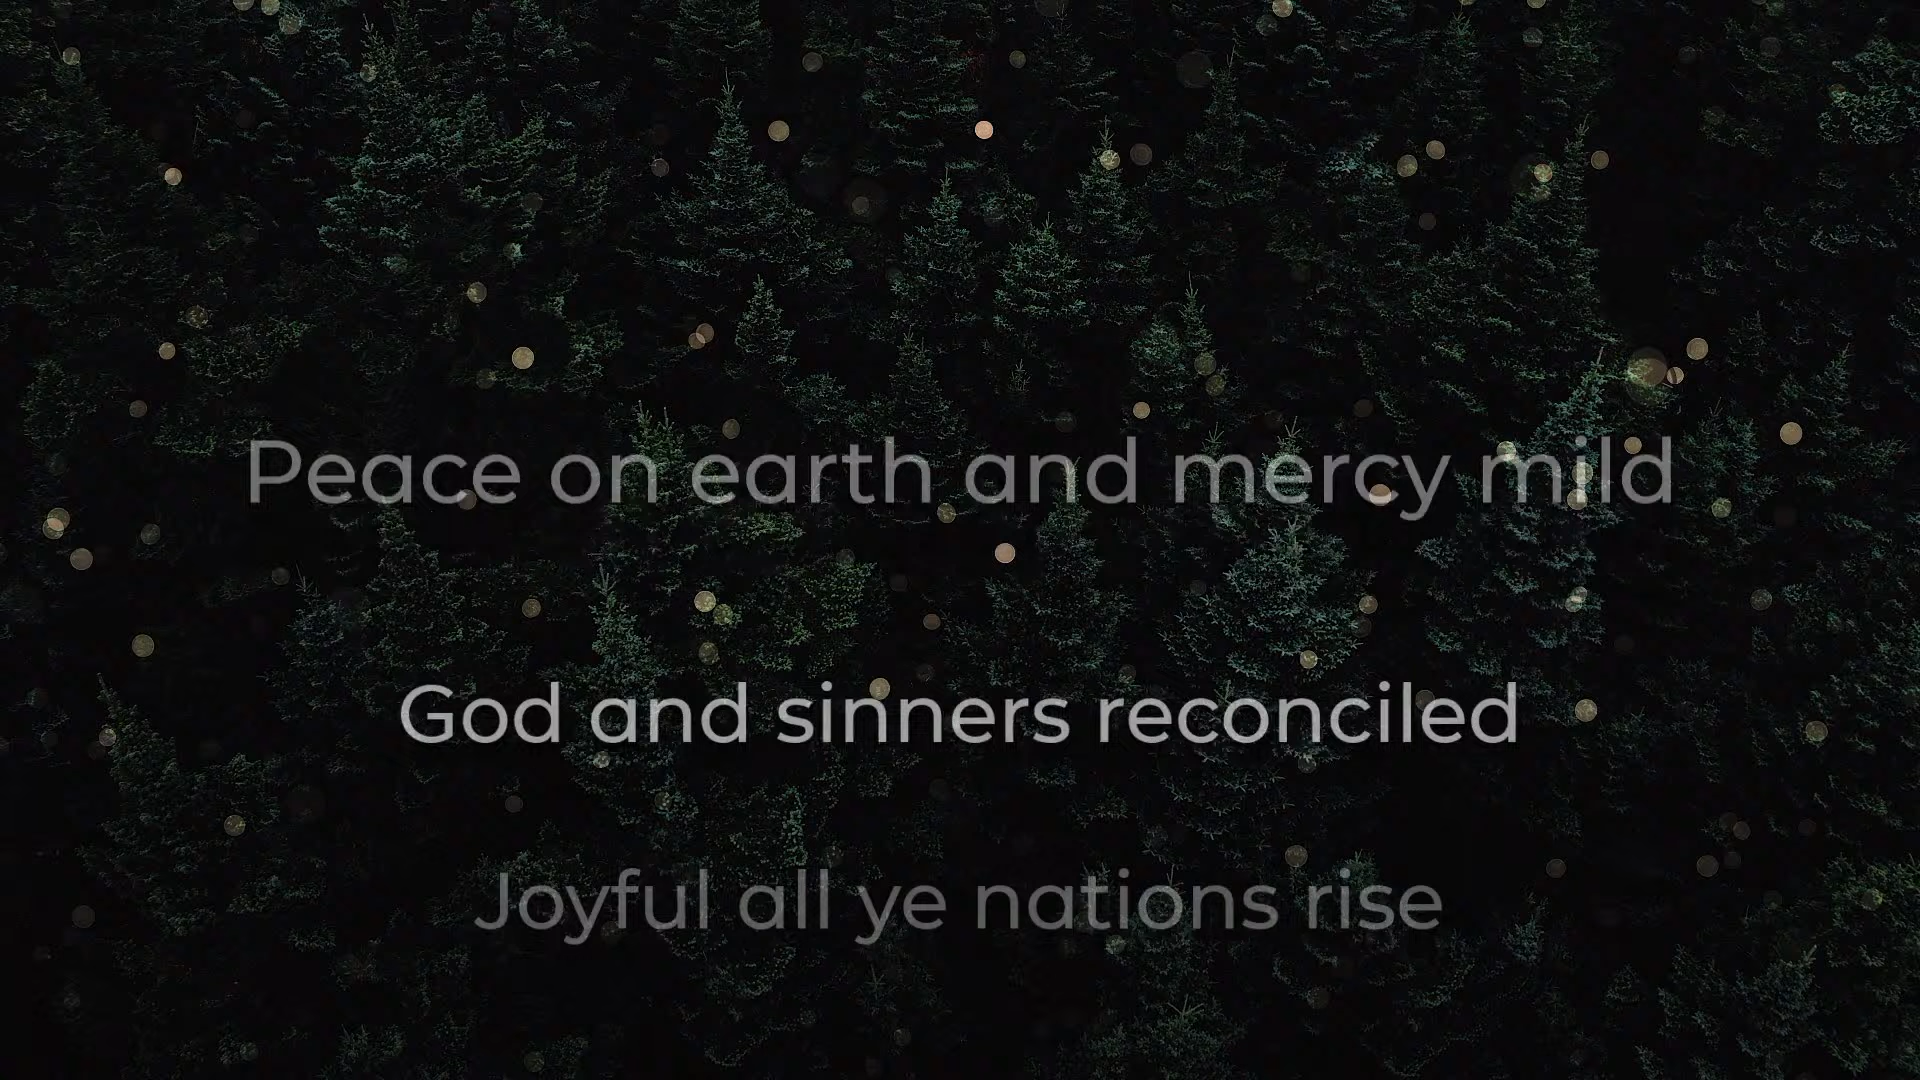 Peace on earth and mercy mild
God and sinners reconciled
Joyful all ye nations rise